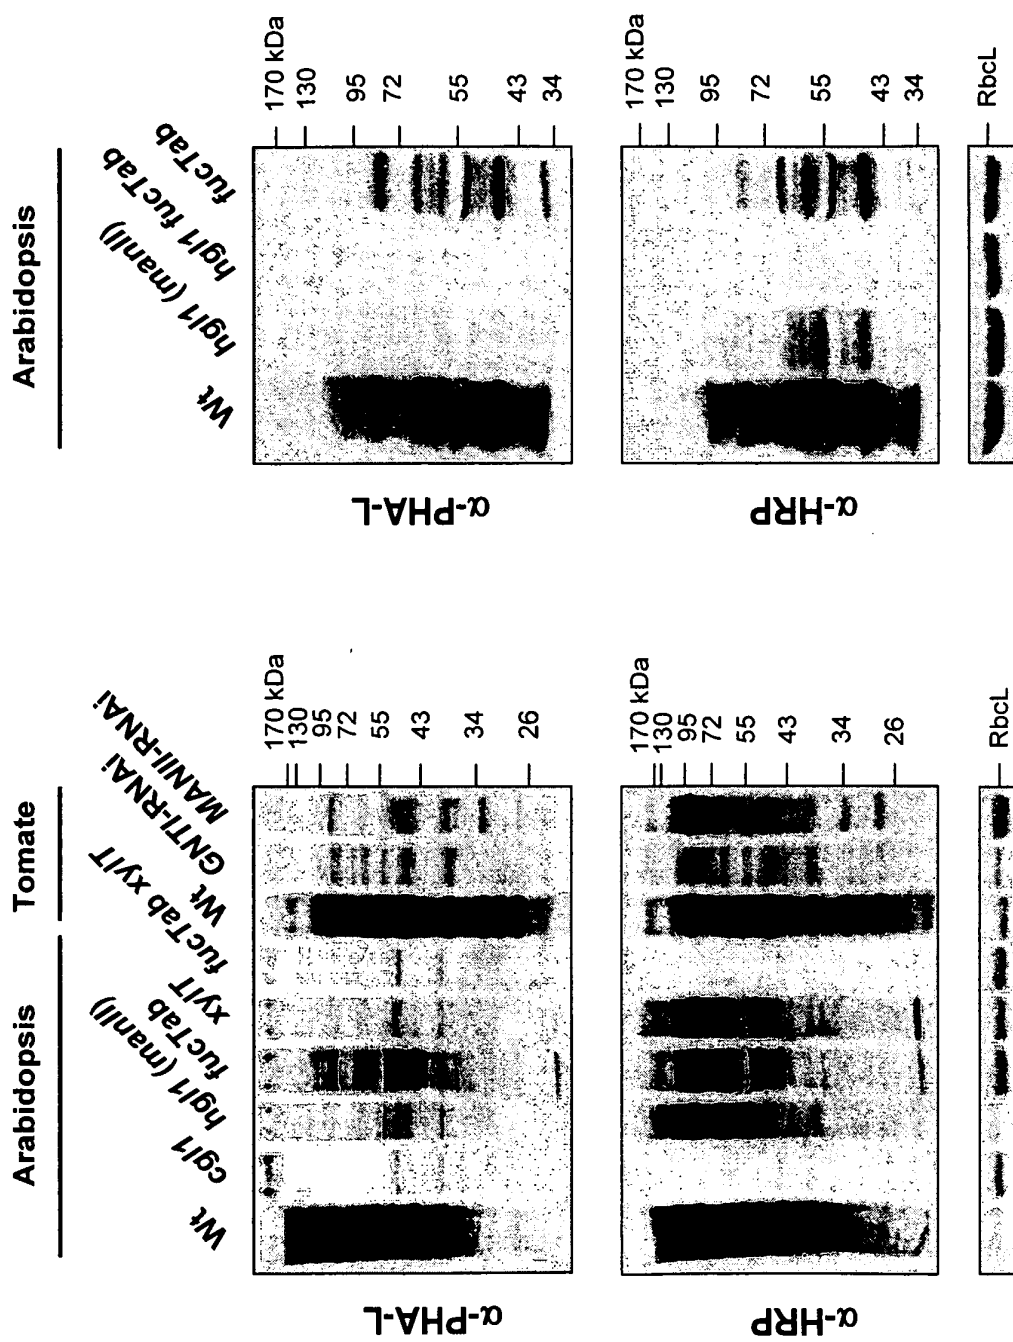 Arabidopsis
Tomate
Wt
cgl1
hgl1 (manII)
fucTab
xylT
fucTab xylT
Wt
GNTI-RNAi
MANII-RNAi
α-PHA-L
170 kDa
130
95
72
55
43
34
26
α-HRP
170 kDa
130
95
72
55
43
34
26
RbcL
Arabidopsis
Wt
hgl1 (manII)
hgl1 fucTab
fucTab
α-PHA-L
170 kDa
130
95
72
55
43
34
α-HRP
170 kDa
130
95
72
55
43
34
RbcL